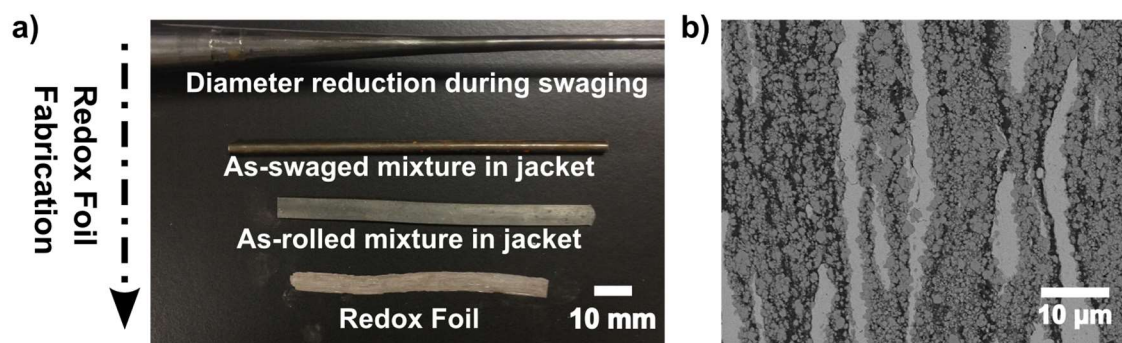 a)
Redox Foil
Fabrication
Diameter reduction during swaging
As-swaged mixture in jacket
As-rolled mixture in jacket
Redox Foil
10 mm
b)
10 µm